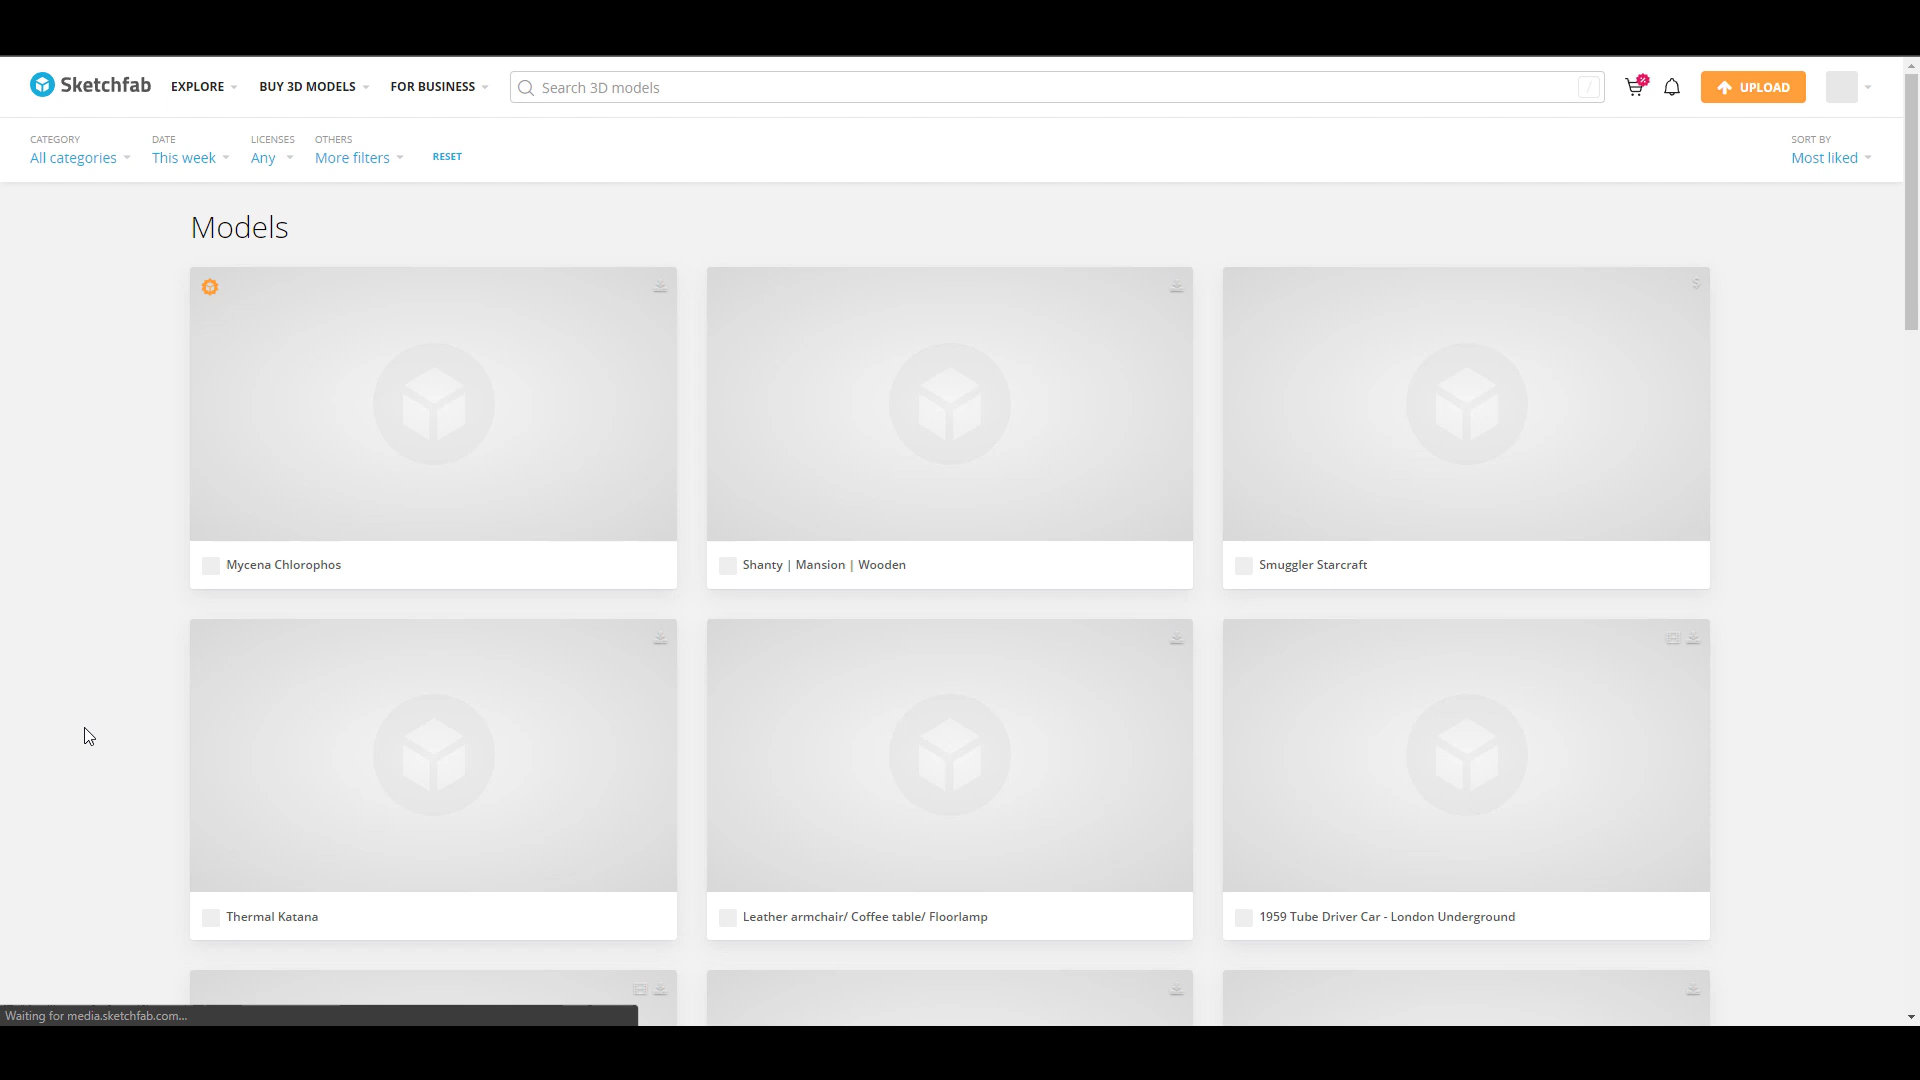 Sketchfab EXPLORE BUY 3D MODELS FOR BUSINESS Search 3D models / UPLOAD
CATEGORY DATE LICENSES OTHERS SORT BY
All categories This week Any More filters RESET Most liked
Models
$
Mycena Chlorophos
Shanty | Mansion | Wooden
Smuggler Starcraft
Thermal Katana
Leather armchair/ Coffee table/ Floorlamp
1959 Tube Driver Car - London Underground
Waiting for media.sketchfab.com...